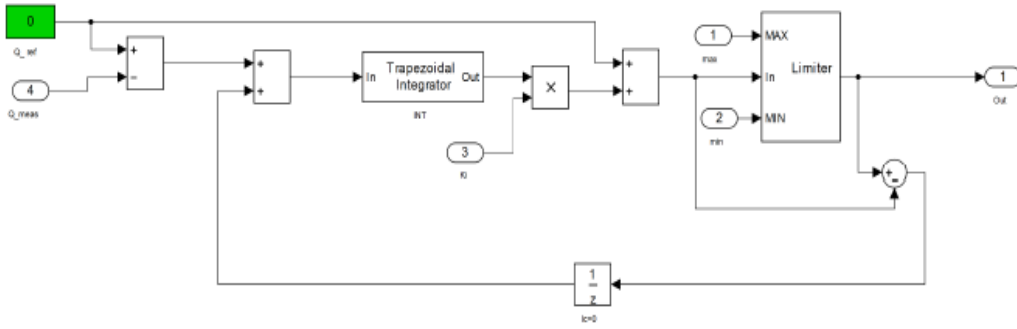 0
Q_ref
4
Q_meas
+
−
+
+
In
Trapezoidal
Integrator
Out
INT
X
3
Ki
+
+
1
max
2
min
MAX
In
MIN
Limiter
1
Out
+
-
1
z
Ic=0